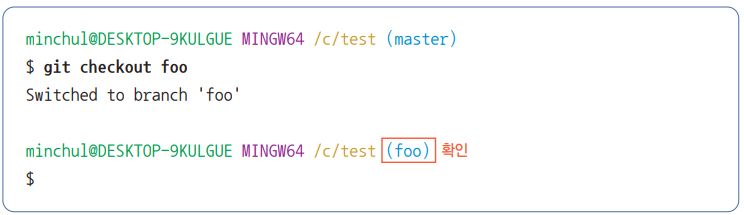 minchul@DESKTOP-9KULGUE MINGW64 /c/test (master)
$ git checkout foo
Switched to branch 'foo'
minchul@DESKTOP-9KULGUE MINGW64 /c/test (foo) 확인
$